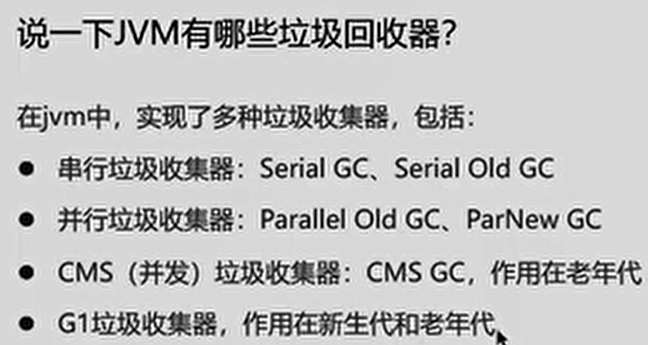 说一下JVM有哪些垃圾回收器？
在jvm中，实现了多种垃圾收集器，包括：
● 串行垃圾收集器：Serial GC、Serial Old GC
● 并行垃圾收集器：Parallel Old GC、ParNew GC
● CMS（并发）垃圾收集器：CMS GC，作用在老年代
● G1垃圾收集器，作用在新生代和老年代